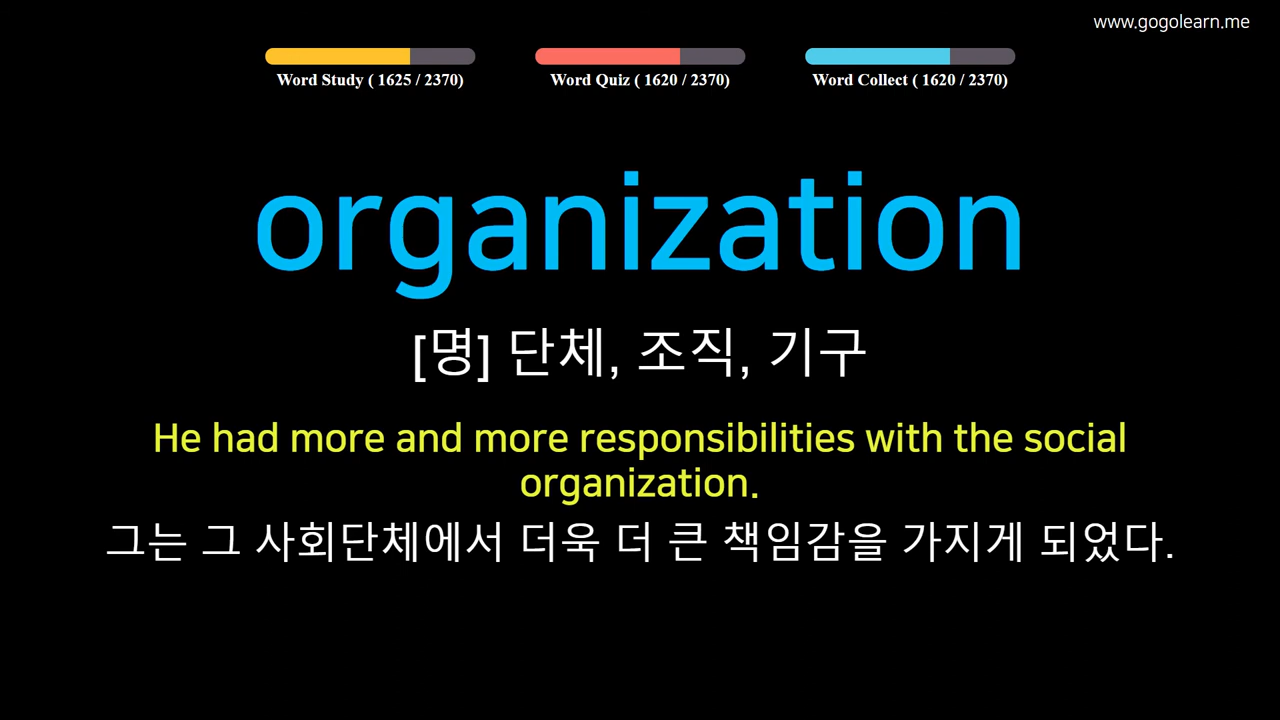 www.gogolearn.me
Word Study ( 1625 / 2370) Word Quiz ( 1620 / 2370) Word Collect ( 1620 / 2370)
organization
[명] 단체, 조직, 기구
He had more and more responsibilities with the social
organization.
그는 그 사회단체에서 더욱 더 큰 책임감을 가지게 되었다.